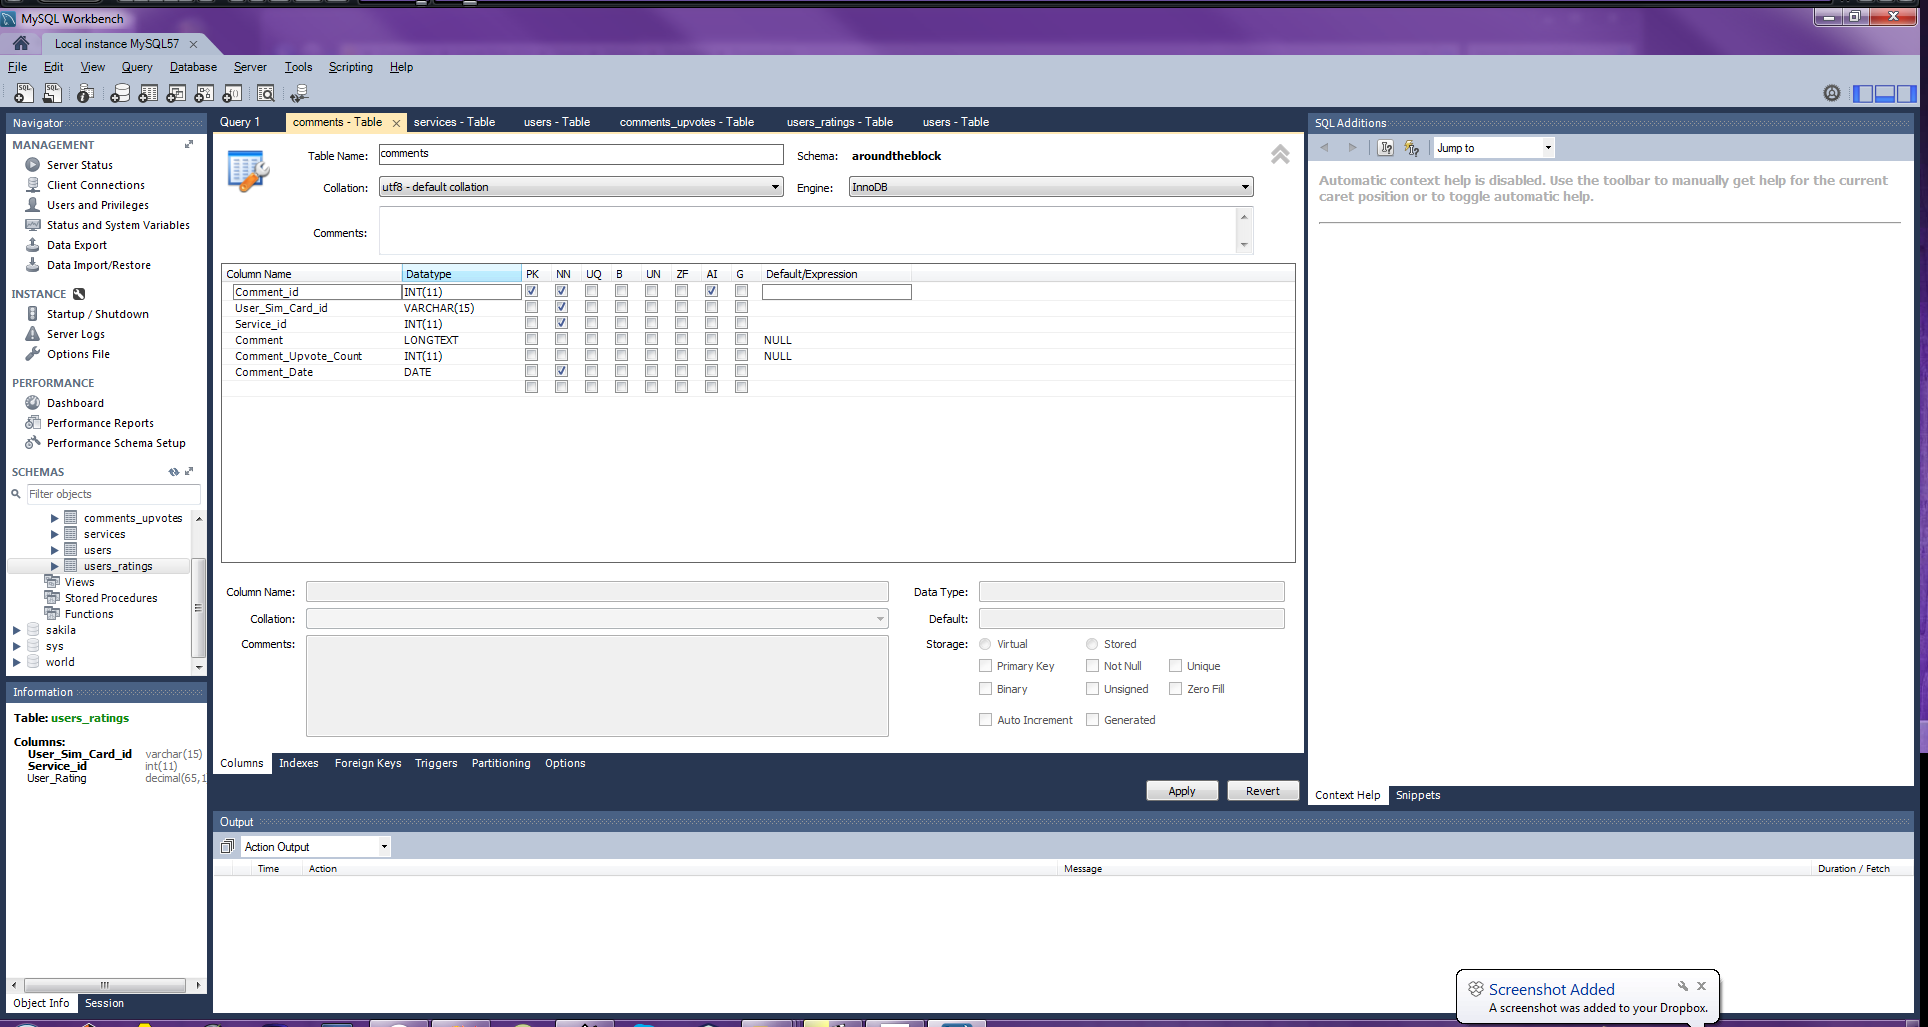 MySQL Workbench
Local instance MySQL57
File Edit View Query Database Server Tools Scripting Help
Navigator
MANAGEMENT
Server Status
Client Connections
Users and Privileges
Status and System Variables
Data Export
Data Import/Restore
INSTANCE
Startup / Shutdown
Server Logs
Options File
PERFORMANCE
Dashboard
Performance Reports
Performance Schema Setup
SCHEMAS
Filter objects
comments_upvotes
services
users
users_ratings
Views
Stored Procedures
Functions
sakila
sys
world
Information
Table: users_ratings
Columns:
User_Sim_Card_id varchar(15)
Service_id int(11)
User_Rating decimal(65,1
Object Info Session
Query 1 comments - Table services - Table users - Table comments_upvotes - Table users_ratings - Table users - Table
Table Name: comments Schema: aroundtheblock
Collation: utf8 - default collation Engine: InnoDB
Comments:
Column Name Datatype PK NN UQ B UN ZF AI G Default/Expression
Comment_id INT(11)
User_Sim_Card_id VARCHAR(15)
Service_id INT(11)
Comment LONGTEXT NULL
Comment_Upvote_Count INT(11) NULL
Comment_Date DATE
Column Name: Data Type:
Collation: Default:
Comments: Storage: Virtual Stored
Primary Key Not Null Unique
Binary Unsigned Zero Fill
Auto Increment Generated
Columns Indexes Foreign Keys Triggers Partitioning Options
Apply Revert
SQL Additions
Jump to
Automatic context help is disabled. Use the toolbar to manually get help for the current
caret position or to toggle automatic help.
Context Help Snippets
Output
Action Output
Time Action Message Duration / Fetch
Screenshot Added
A screenshot was added to your Dropbox.